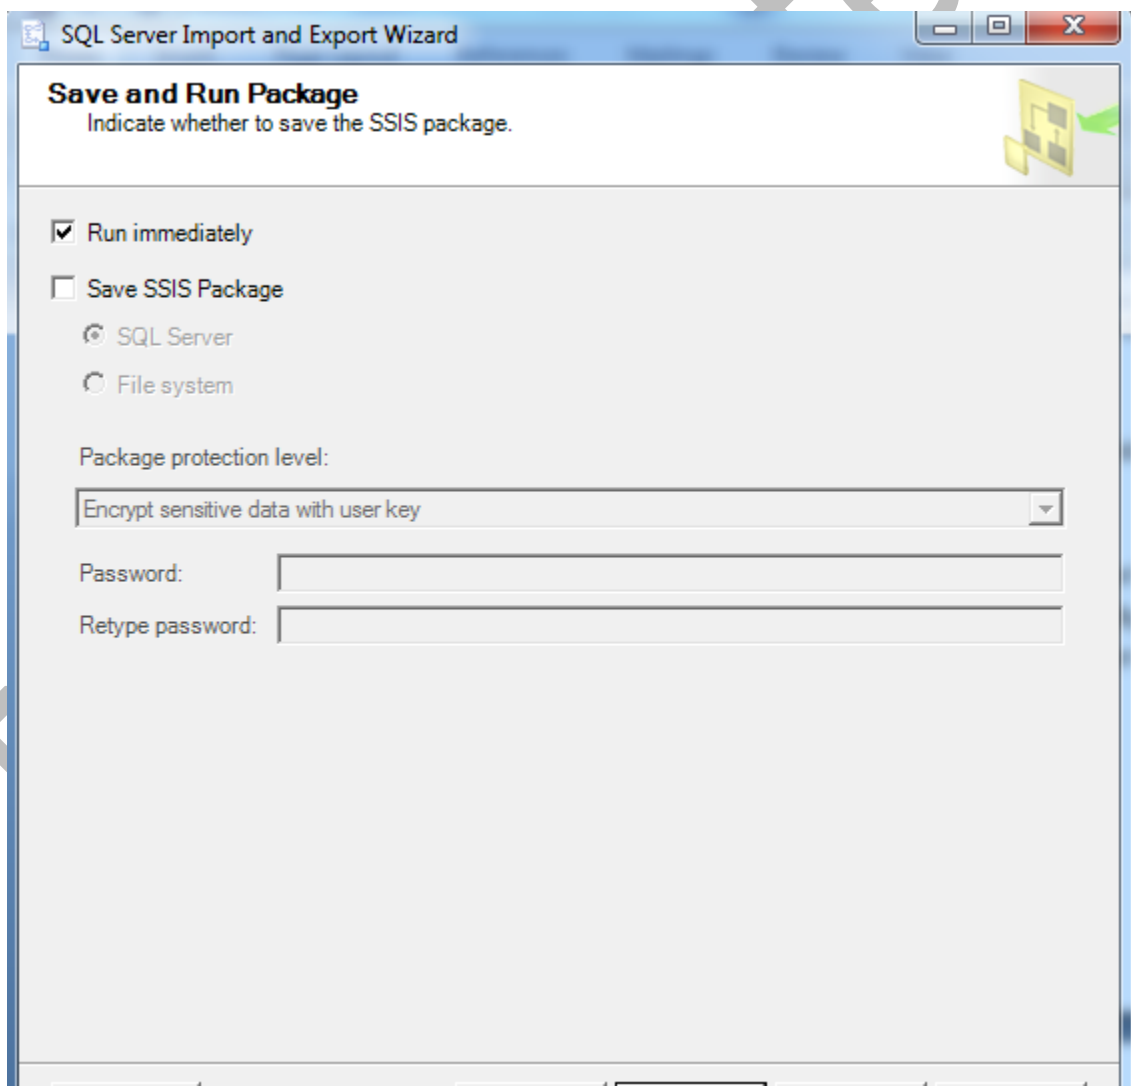 SQL Server Import and Export Wizard
Save and Run Package
Indicate whether to save the SSIS package.
Run immediately
Save SSIS Package
SQL Server
File system
Package protection level:
Encrypt sensitive data with user key
Password:
Retype password: